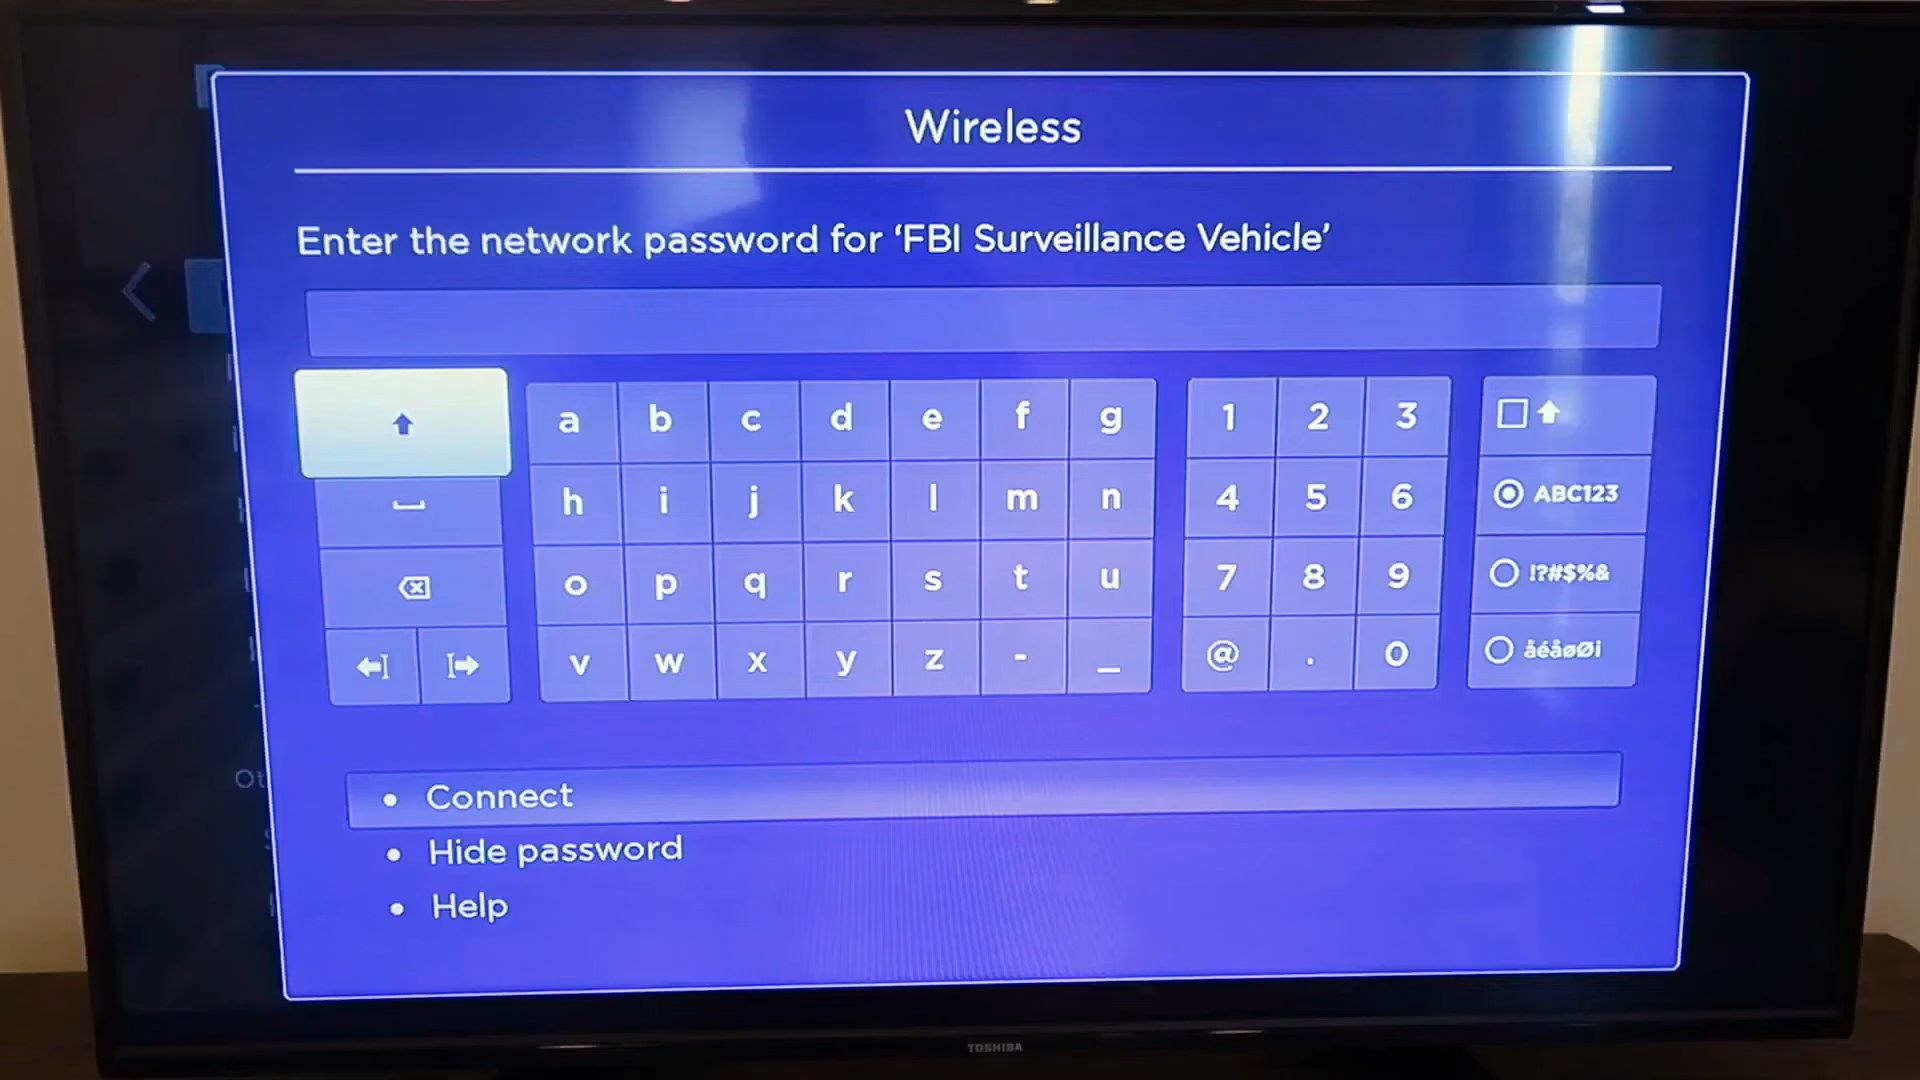 Wireless
Enter the network password for ‘FBI Surveillance Vehicle’
a b c d e f g 1 2 3
h i j k l m n 4 5 6 ABC123
o p q r s t u 7 8 9 !?#$%&
v w x y z - _ @ . 0
Ot
Connect
Hide password
Help
TOSHIBA